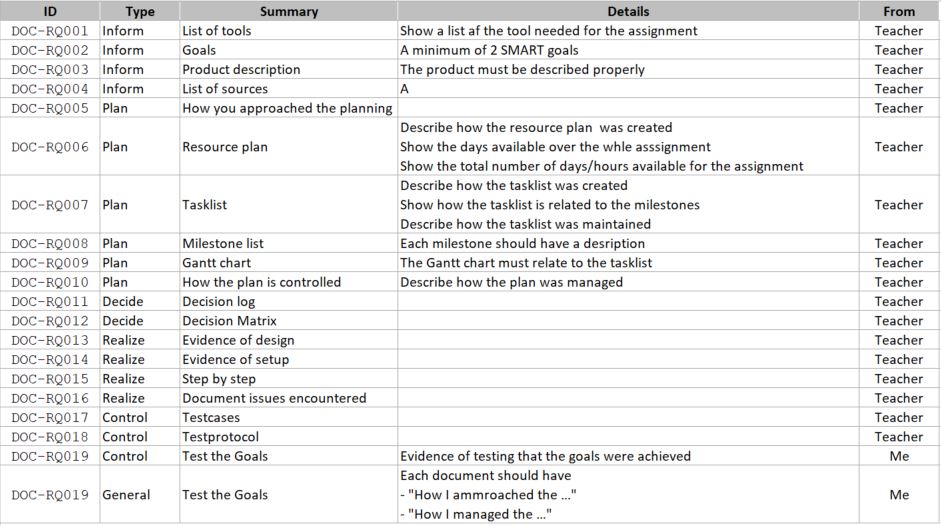 ID Type Summary Details From
DOC-RQ001 Inform List of tools Show a list af the tool needed for the assignment Teacher
DOC-RQ002 Inform Goals A minimum of 2 SMART goals Teacher
DOC-RQ003 Inform Product description The product must be described properly Teacher
DOC-RQ004 Inform List of sources A Teacher
DOC-RQ005 Plan How you approached the planning Teacher
Describe how the resource plan was created
DOC-RQ006 Plan Resource plan Show the days available over the whle asssignment Teacher
Show the total number of days/hours available for the assignment
Describe how the tasklist was created
DOC-RQ007 Plan Tasklist Show how the tasklist is related to the milestones Teacher
Describe how the tasklist was maintained
DOC-RQ008 Plan Milestone list Each milestone should have a desription Teacher
DOC-RQ009 Plan Gantt chart The Gantt chart must relate to the tasklist Teacher
DOC-RQ010 Plan How the plan is controlled Describe how the plan was managed Teacher
DOC-RQ011 Decide Decision log Teacher
DOC-RQ012 Decide Decision Matrix Teacher
DOC-RQ013 Realize Evidence of design Teacher
DOC-RQ014 Realize Evidence of setup Teacher
DOC-RQ015 Realize Step by step Teacher
DOC-RQ016 Realize Document issues encountered Teacher
DOC-RQ017 Control Testcases Teacher
DOC-RQ018 Control Testprotocol Teacher
DOC-RQ019 Control Test the Goals Evidence of testing that the goals were achieved Me
Each document should have
DOC-RQ019 General Test the Goals - "How I ammroached the ..." Me
- "How I managed the ..."